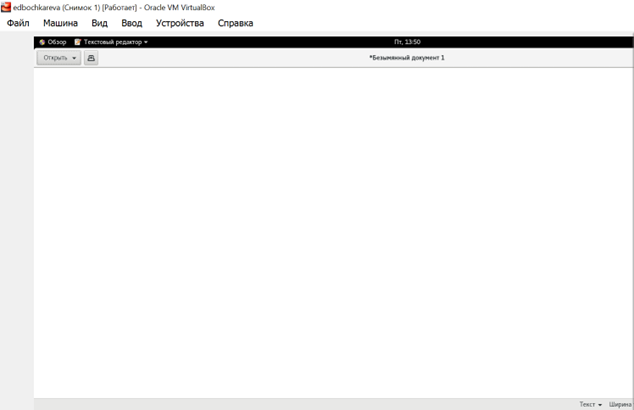 edbochkareva (Снимок 1) [Работает] - Oracle VM VirtualBox
Файл Машина Вид Ввод Устройства Справка
Обзор Текстовый редактор Пт, 13:50
Открыть *Безымянный документ 1
Текст Ширина